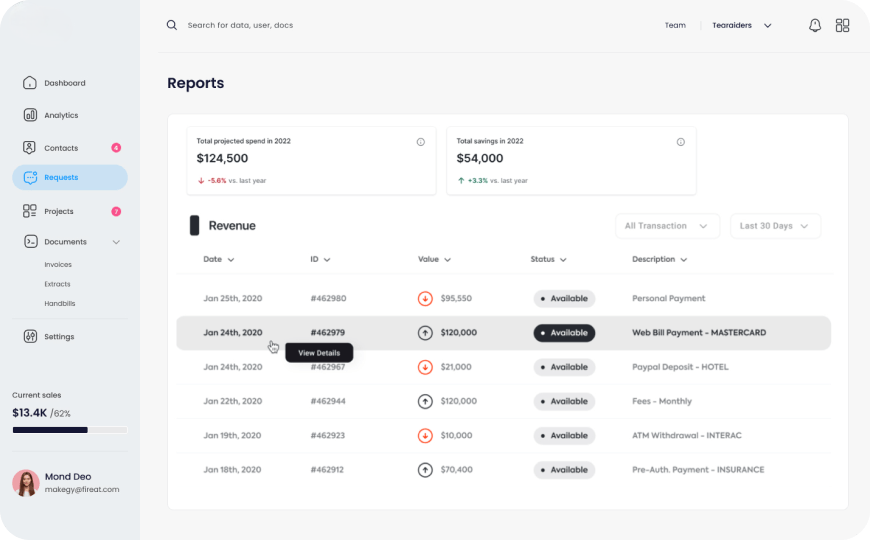 Search for data, user, docs
Team
Tearaiders
Dashboard
Analytics
Contacts 4
Requests
Projects 7
Documents
Invoices
Extracts
Handbills
Settings
Current sales
$13.4K /62%
Mond Deo
makegy@fireat.com
Reports
Total projected spend in 2022
$124,500
-5.6% vs. last year
Total savings in 2022
$54,000
+3.3% vs. last year
Revenue
All Transaction
Last 30 Days
Date ID Value Status Description
Jan 25th, 2020 #462980 $95,550 Available Personal Payment
Jan 24th, 2020 #462979 $120,000 Available Web Bill Payment - MASTERCARD
View Details
Jan 24th, 2020 #462967 $21,000 Available Paypal Deposit - HOTEL
Jan 22th, 2020 #462944 $120,000 Available Fees - Monthly
Jan 19th, 2020 #462923 $10,000 Available ATM Withdrawal - INTERAC
Jan 18th, 2020 #462912 $70,400 Available Pre-Auth. Payment - INSURANCE